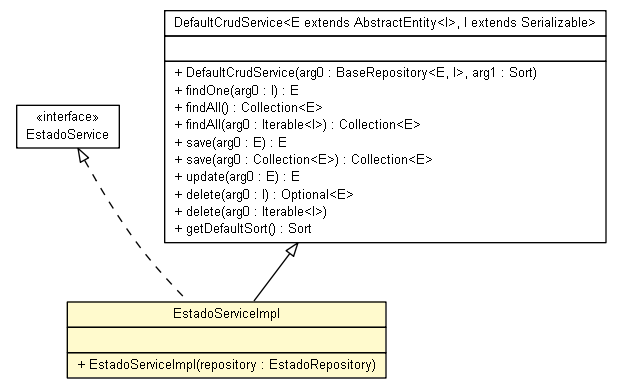 DefaultCrudService<E extends AbstractEntity<I>, I extends Serializable>
+ DefaultCrudService(arg0 : BaseRepository<E, I>, arg1 : Sort)
+ findOne(arg0 : I) : E
+ findAll() : Collection<E>
+ findAll(arg0 : Iterable<I>) : Collection<E>
+ save(arg0 : E) : E
+ save(arg0 : Collection<E>) : Collection<E>
+ update(arg0 : E) : E
+ delete(arg0 : I) : Optional<E>
+ delete(arg0 : Iterable<I>)
+ getDefaultSort() : Sort
«interface»
EstadoService
EstadoServiceImpl
+ EstadoServiceImpl(repository : EstadoRepository)